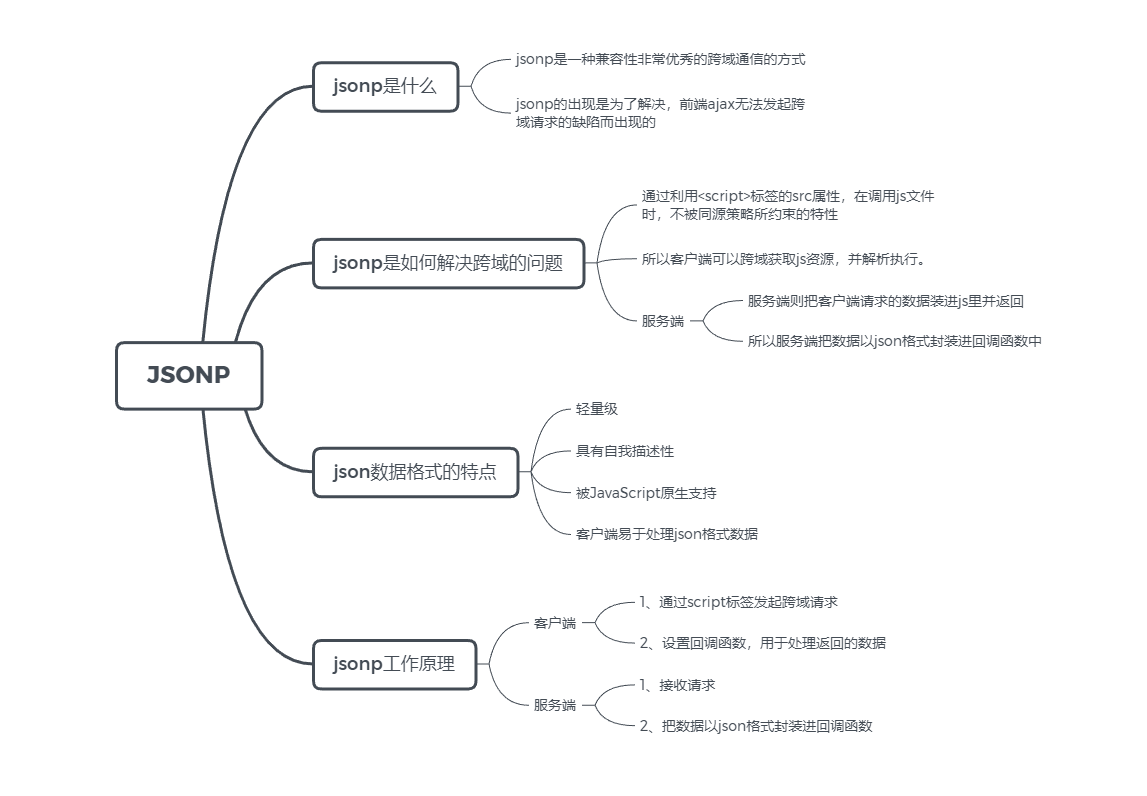 JSONP
jsonp是什么
jsonp是一种兼容性非常优秀的跨域通信的方式
jsonp的出现是为了解决，前端ajax无法发起跨
域请求的缺陷而出现的
jsonp是如何解决跨域的问题
通过利用<script>标签的src属性，在调用js文件
时，不被同源策略所约束的特性
所以客户端可以跨域获取js资源，并解析执行。
服务端
服务端则把客户端请求的数据装进js里并返回
所以服务端把数据以json格式封装进回调函数中
json数据格式的特点
轻量级
具有自我描述性
被JavaScript原生支持
客户端易于处理json格式数据
jsonp工作原理
客户端
1、通过script标签发起跨域请求
2、设置回调函数，用于处理返回的数据
服务端
1、接收请求
2、把数据以json格式封装进回调函数